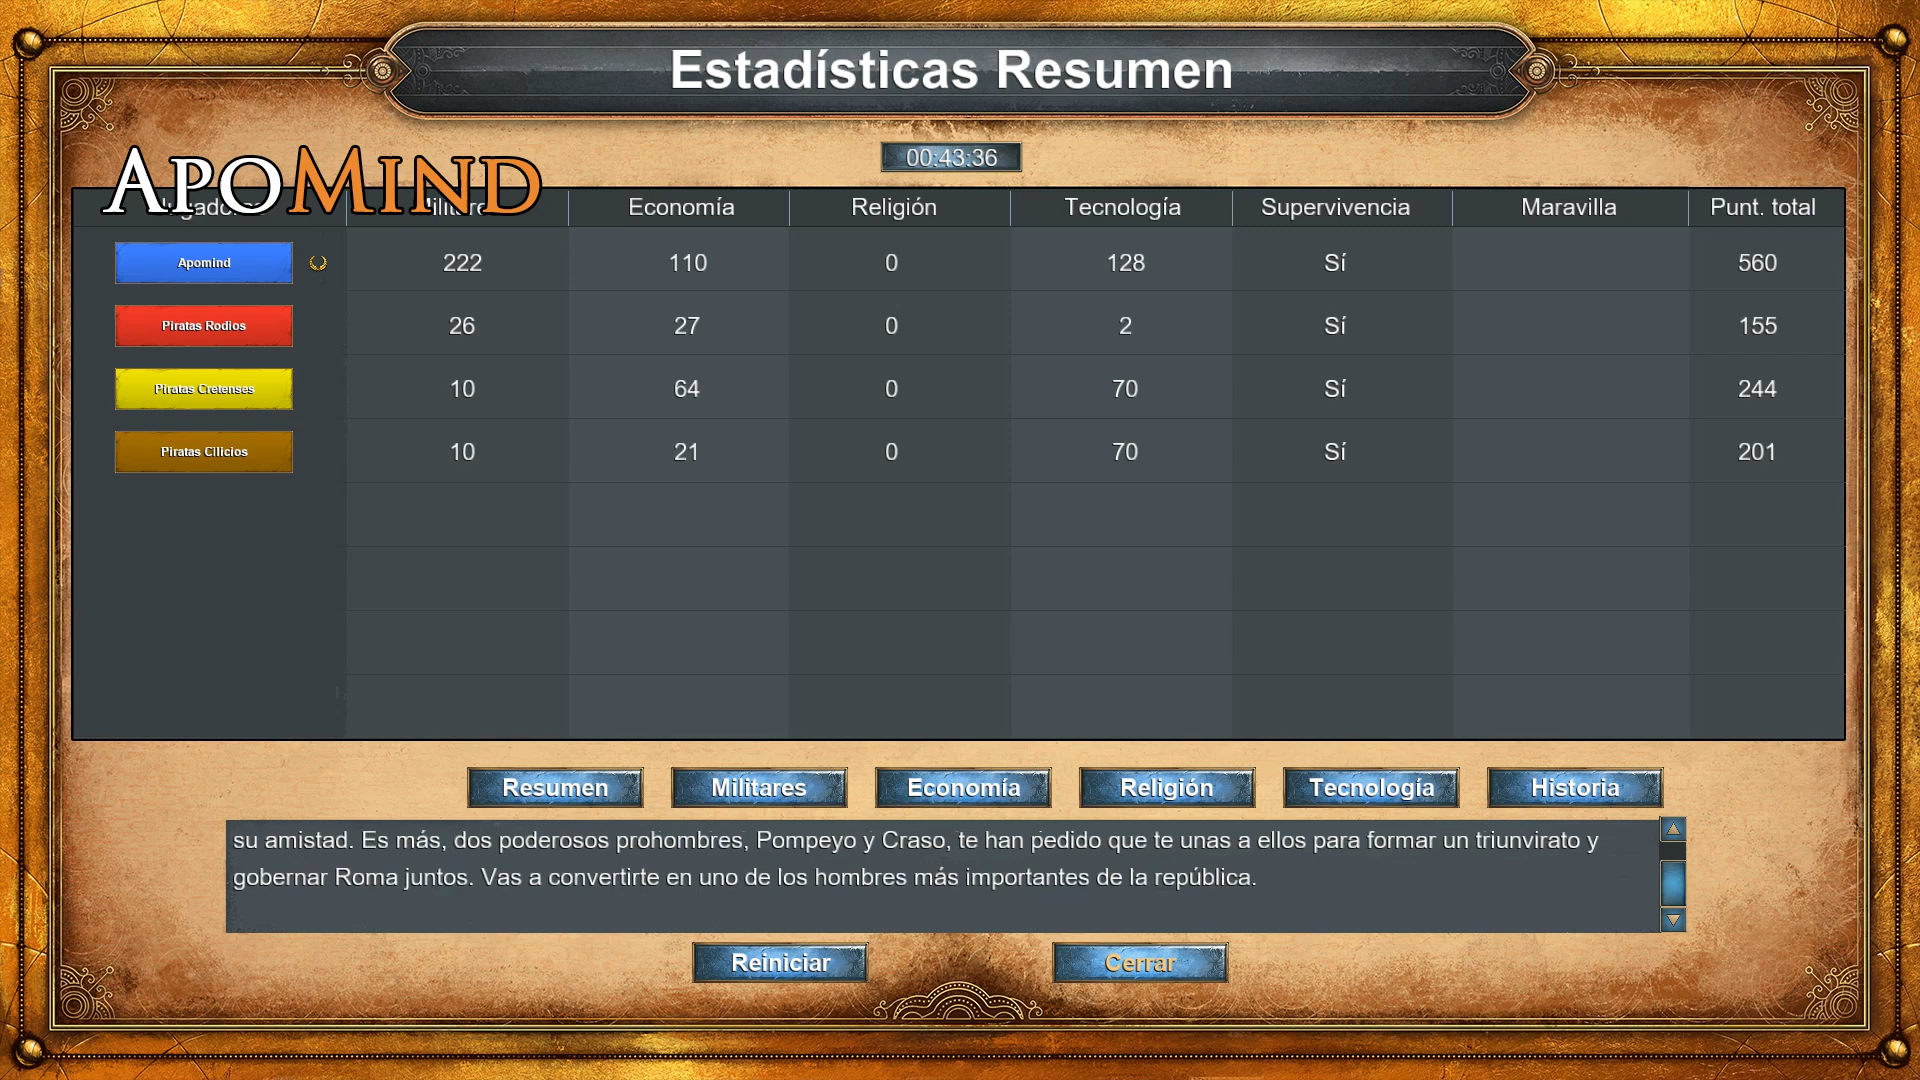 Estadísticas Resumen
00:43:36
APOMIND
Economía Religión Tecnología Supervivencia Maravilla Punt. total
Apomind 222 110 0 128 Sí 560
Piratas Rodios 26 27 0 2 Sí 155
Piratas Cretenses 10 64 0 70 Sí 244
Piratas Cilicios 10 21 0 70 Sí 201
Resumen Militares Economía Religión Tecnología Historia
su amistad. Es más, dos poderosos prohombres, Pompeyo y Craso, te han pedido que te unas a ellos para formar un triunvirato y
gobernar Roma juntos. Vas a convertirte en uno de los hombres más importantes de la república.
Reiniciar Cerrar